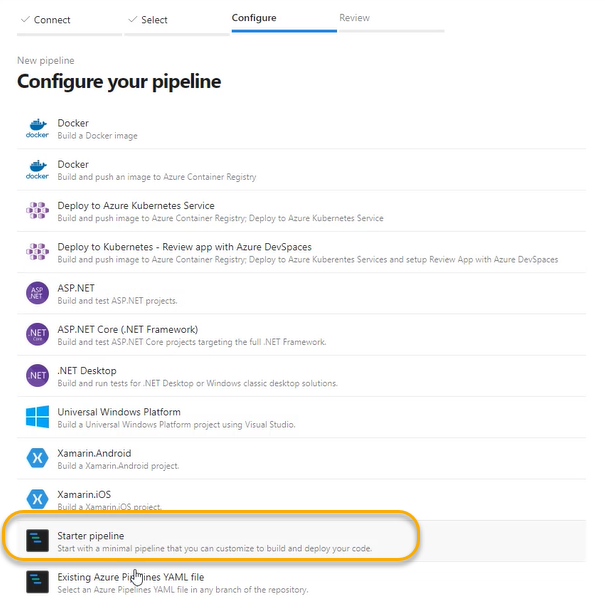 Connect
Select
Configure
Review
New pipeline
Configure your pipeline
docker
Docker
Build a Docker image
docker
Docker
Build and push an image to Azure Container Registry
Deploy to Azure Kubernetes Service
Build and push image to Azure Container Registry; Deploy to Azure Kubernetes Service
Deploy to Kubernetes - Review app with Azure DevSpaces
Build and push image to Azure Container Registry; Deploy to Azure Kuberentes Services and setup Review App with Azure DevSpaces
ASP
.NET
ASP.NET
Build and test ASP.NET projects.
.NET
Core
ASP.NET Core (.NET Framework)
Build and test ASP.NET Core projects targeting the full .NET Framework.
.NET
.NET Desktop
Build and run tests for .NET Desktop or Windows classic desktop solutions.
Universal Windows Platform
Build a Universal Windows Platform project using Visual Studio.
Xamarin.Android
Build a Xamarin.Android project.
Xamarin.iOS
Build a Xamarin.iOS project.
Starter pipeline
Start with a minimal pipeline that you can customize to build and deploy your code.
Existing Azure Pipelines YAML file
Select an Azure Pipelines YAML file in any branch of the repository.